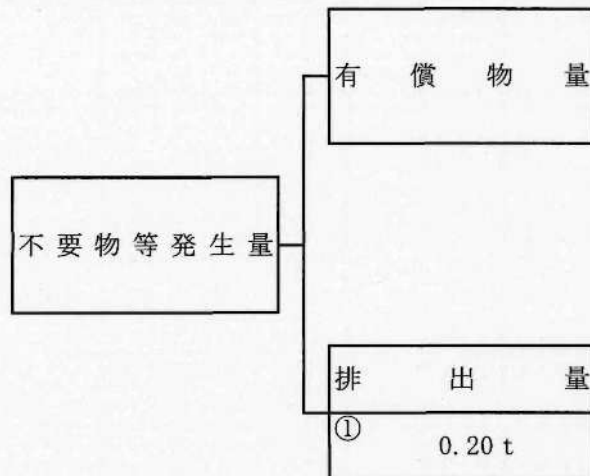 有償物量
不要物等発生量
排出量
①
0.20 t